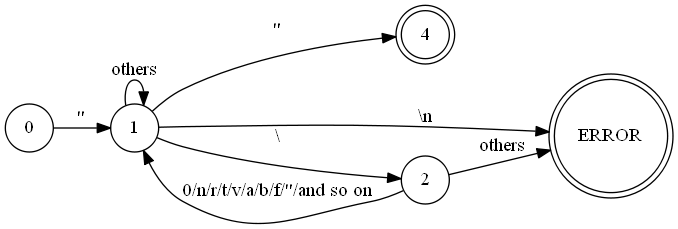 "
4
others
0
"
1
\n
ERROR
\
others
2
0/n/r/t/v/a/b/f/"/and so on